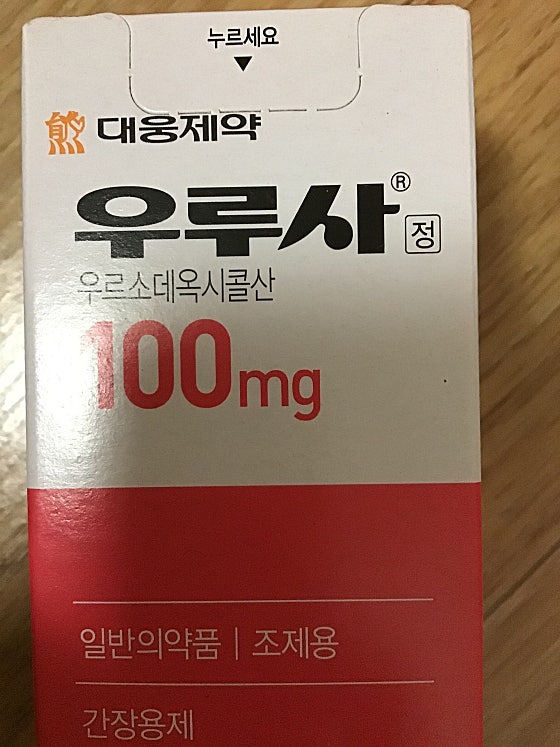 누르세요
▼
대웅제약
우루사® 정
우르소데옥시콜산
100mg
일반의약품 | 조제용
간장용제